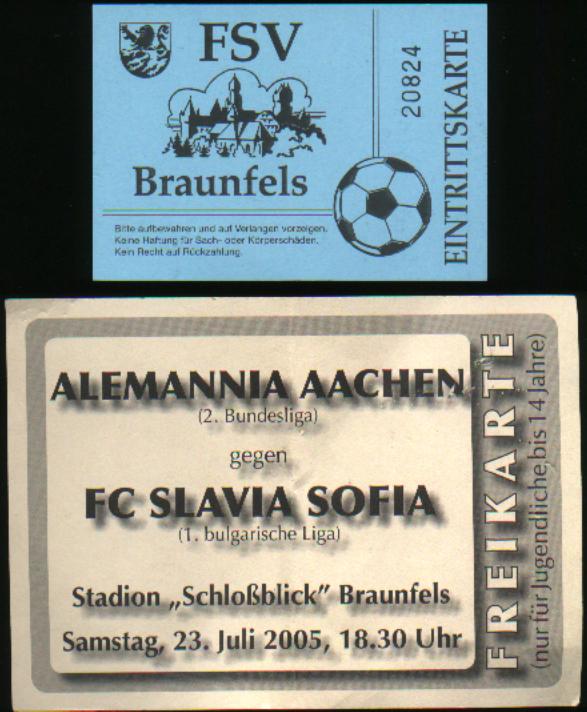 FSV
Braunfels
Bitte aufbewahren und auf Verlangen vorzeigen.
Keine Haftung für Sach- oder Körperschäden.
Kein Recht auf Rückzahlung.
20824
EINTRITTSKARTE
ALEMANNIA AACHEN
(2. Bundesliga)
gegen
FC SLAVIA SOFIA
(1. bulgarische Liga)
Stadion „Schloßblick” Braunfels
Samstag, 23. Juli 2005, 18.30 Uhr
FREIKARTE
(nur für Jugendliche bis 14 Jahre)